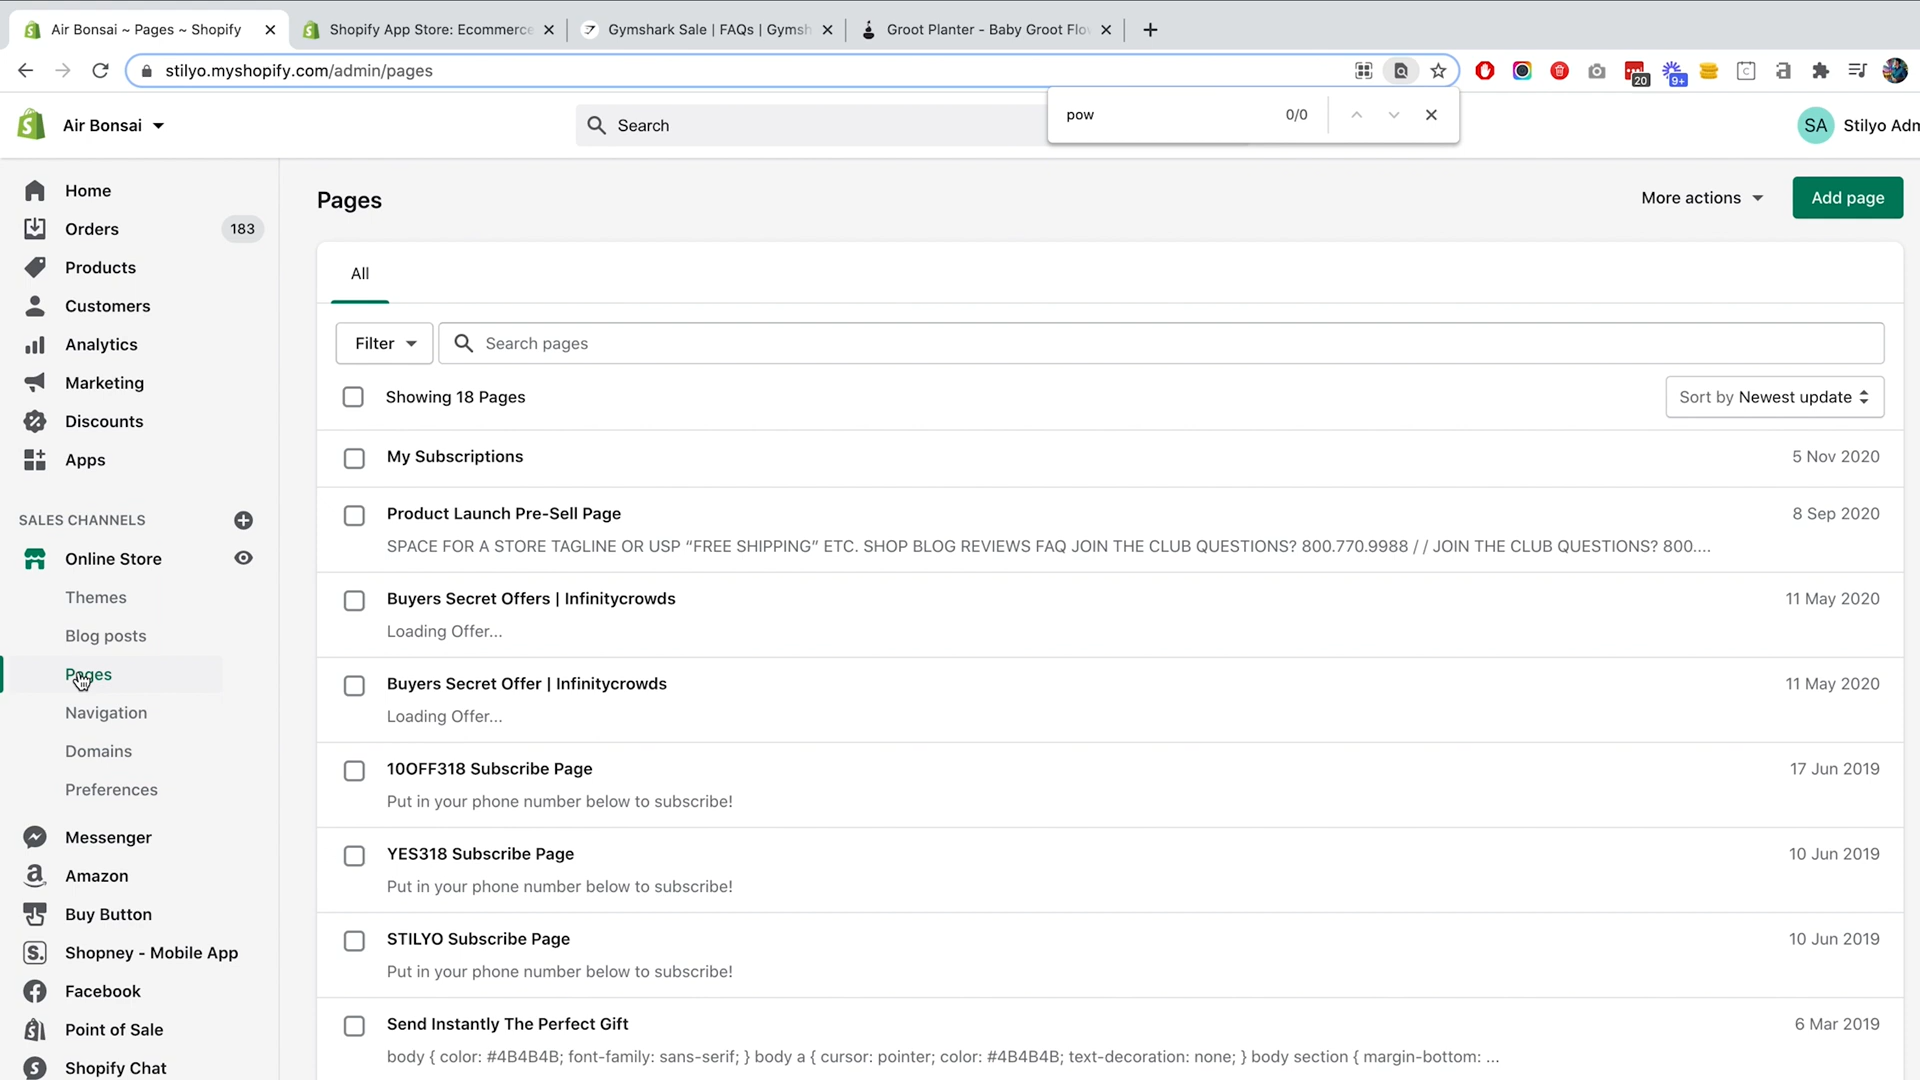 Air Bonsai ~ Pages ~ Shopify
Shopify App Store: Ecommerce
Gymshark Sale | FAQs | Gymsh
Groot Planter - Baby Groot Flo
stilyo.myshopify.com/admin/pages
20
9+
pow
0/0
Air Bonsai
Search
SA
Stilyo Adm
Home
Orders
183
Products
Customers
Analytics
Marketing
Discounts
Apps
SALES CHANNELS
Online Store
Themes
Blog posts
Pages
Navigation
Domains
Preferences
Messenger
Amazon
Buy Button
Shopney - Mobile App
Facebook
Point of Sale
Shopify Chat
Pages
More actions
Add page
All
Filter
Search pages
Showing 18 Pages
Sort by Newest update
My Subscriptions
5 Nov 2020
Product Launch Pre-Sell Page
8 Sep 2020
SPACE FOR A STORE TAGLINE OR USP “FREE SHIPPING” ETC. SHOP BLOG REVIEWS FAQ JOIN THE CLUB QUESTIONS? 800.770.9988 / / JOIN THE CLUB QUESTIONS? 800....
Buyers Secret Offers | Infinitycrowds
11 May 2020
Loading Offer...
Buyers Secret Offer | Infinitycrowds
11 May 2020
Loading Offer...
10OFF318 Subscribe Page
17 Jun 2019
Put in your phone number below to subscribe!
YES318 Subscribe Page
10 Jun 2019
Put in your phone number below to subscribe!
STILYO Subscribe Page
10 Jun 2019
Put in your phone number below to subscribe!
Send Instantly The Perfect Gift
6 Mar 2019
body { color: #4B4B4B; font-family: sans-serif; } body a { cursor: pointer; color: #4B4B4B; text-decoration: none; } body section { margin-bottom: ...